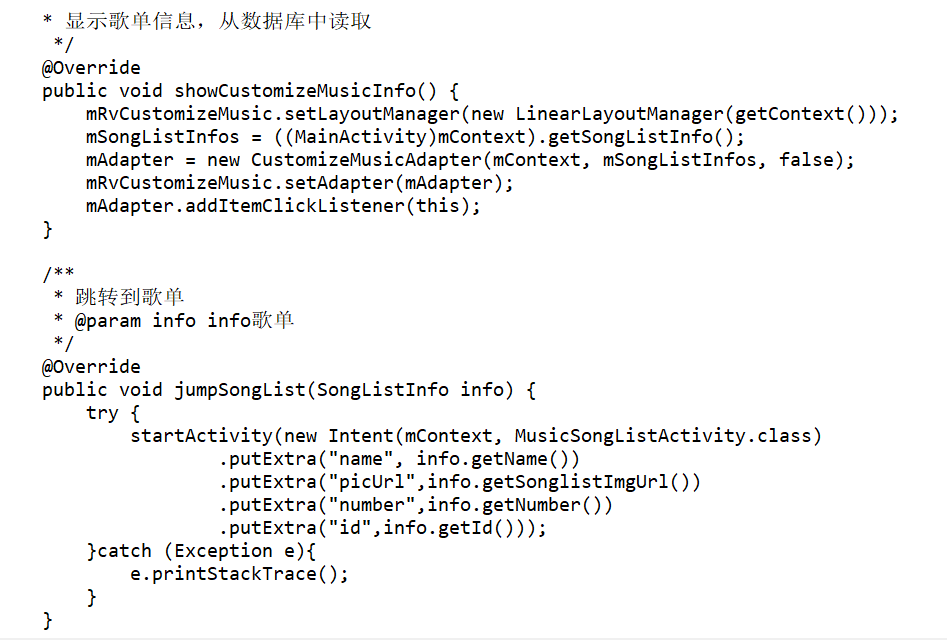 * 显示歌单信息，从数据库中读取
 */
@Override
public void showCustomizeMusicInfo() {
    mRvCustomizeMusic.setLayoutManager(new LinearLayoutManager(getContext()));
    mSongListInfos = ((MainActivity)mContext).getSongListInfo();
    mAdapter = new CustomizeMusicAdapter(mContext, mSongListInfos, false);
    mRvCustomizeMusic.setAdapter(mAdapter);
    mAdapter.addItemClickListener(this);
}

/**
 * 跳转到歌单
 * @param info info歌单
 */
@Override
public void jumpSongList(SongListInfo info) {
    try {
        startActivity(new Intent(mContext, MusicSongListActivity.class)
                .putExtra("name", info.getName())
                .putExtra("picUrl",info.getSonglistImgUrl())
                .putExtra("number",info.getNumber())
                .putExtra("id",info.getId()));
    }catch (Exception e){
        e.printStackTrace();
    }
}